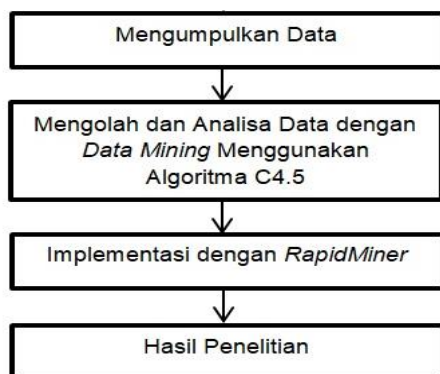 Mengumpulkan Data
Mengolah dan Analisa Data dengan
Data Mining Menggunakan
Algoritma C4.5
Implementasi dengan RapidMiner
Hasil Penelitian